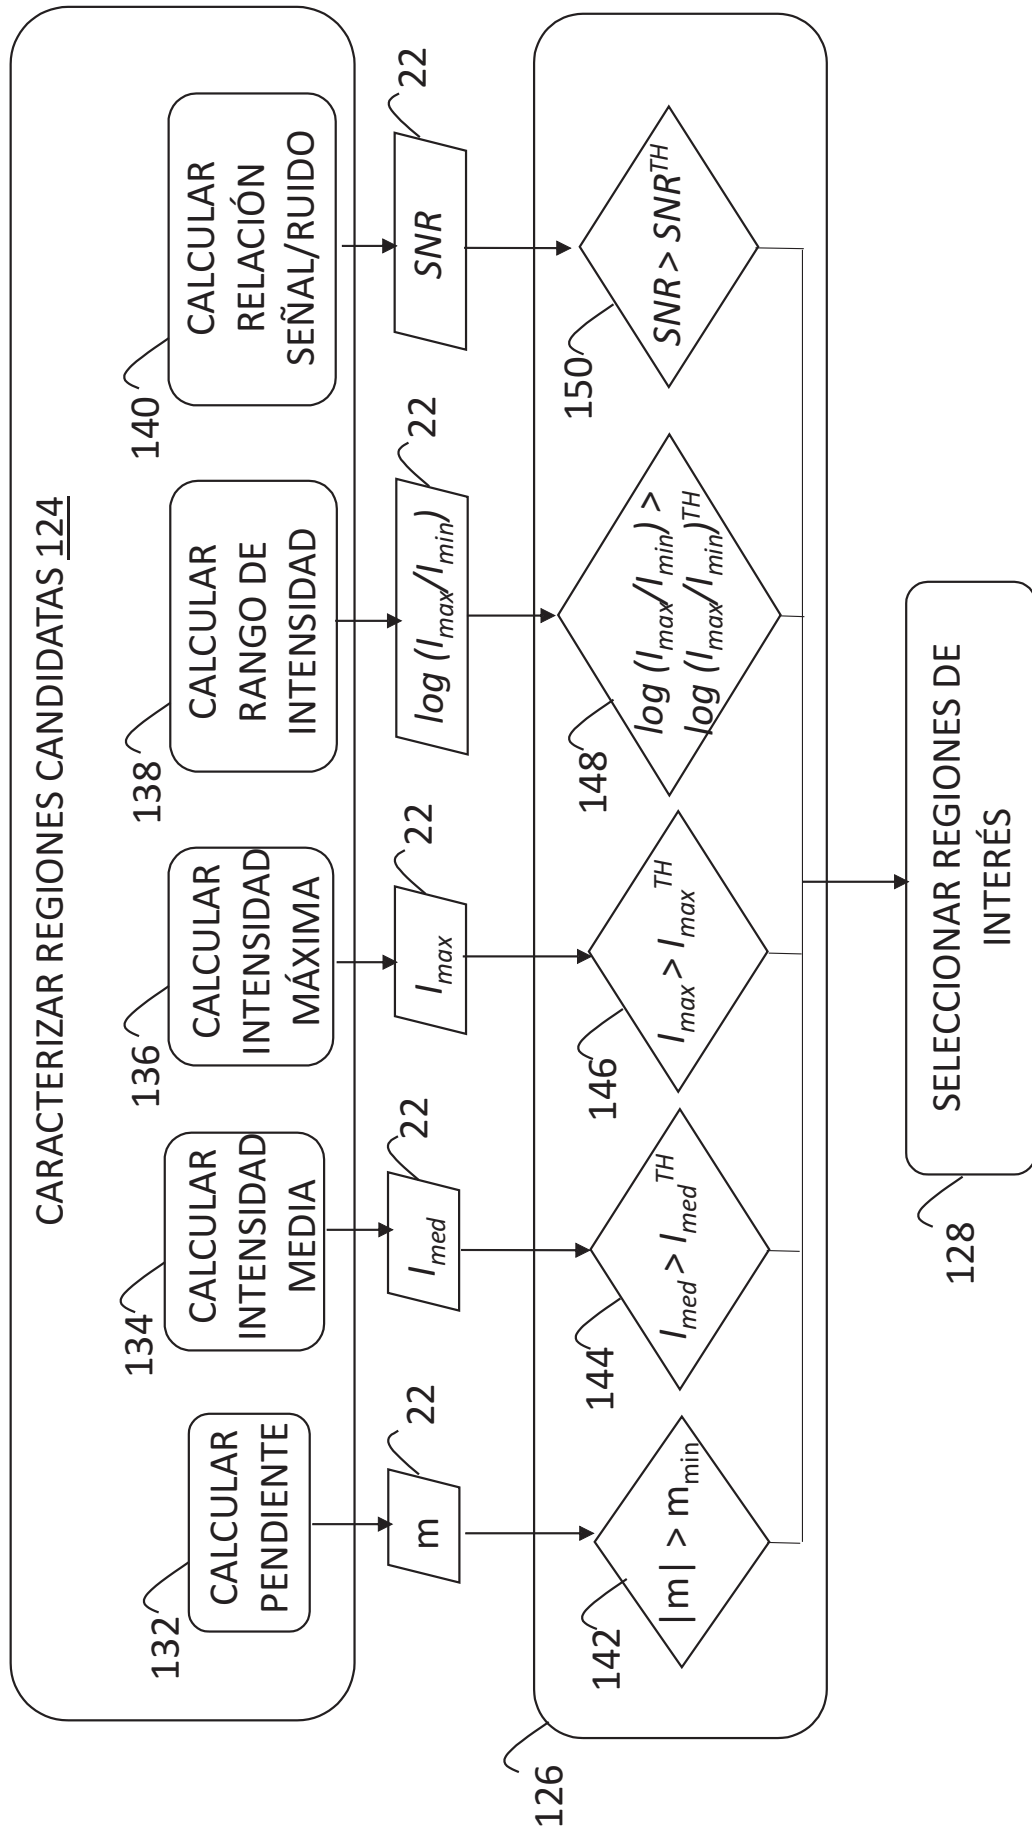 CARACTERIZAR REGIONES CANDIDATAS 124
132
CALCULAR
PENDIENTE
134
CALCULAR
INTENSIDAD
MEDIA
136
CALCULAR
INTENSIDAD
MÁXIMA
138
CALCULAR
RANGO DE
INTENSIDAD
140
CALCULAR
RELACIÓN
SEÑAL/RUIDO
m
22
I_med
22
I_max
22
log (I_max/I_min)
22
SNR
22
126
142
|m| > m_min
144
I_med > I_med^TH
146
I_max > I_max^TH
148
log (I_max/I_min) >
log (I_max/I_min)^TH
150
SNR > SNR^TH
128
SELECCIONAR REGIONES DE
INTERÉS